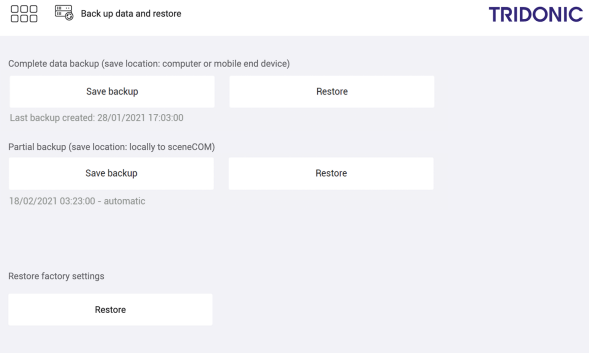 Back up data and restore
TRIDONIC
Complete data backup (save location: computer or mobile end device)
Save backup
Restore
Last backup created: 28/01/2021 17:03:00
Partial backup (save location: locally to sceneCOM)
Save backup
Restore
18/02/2021 03:23:00 - automatic
Restore factory settings
Restore